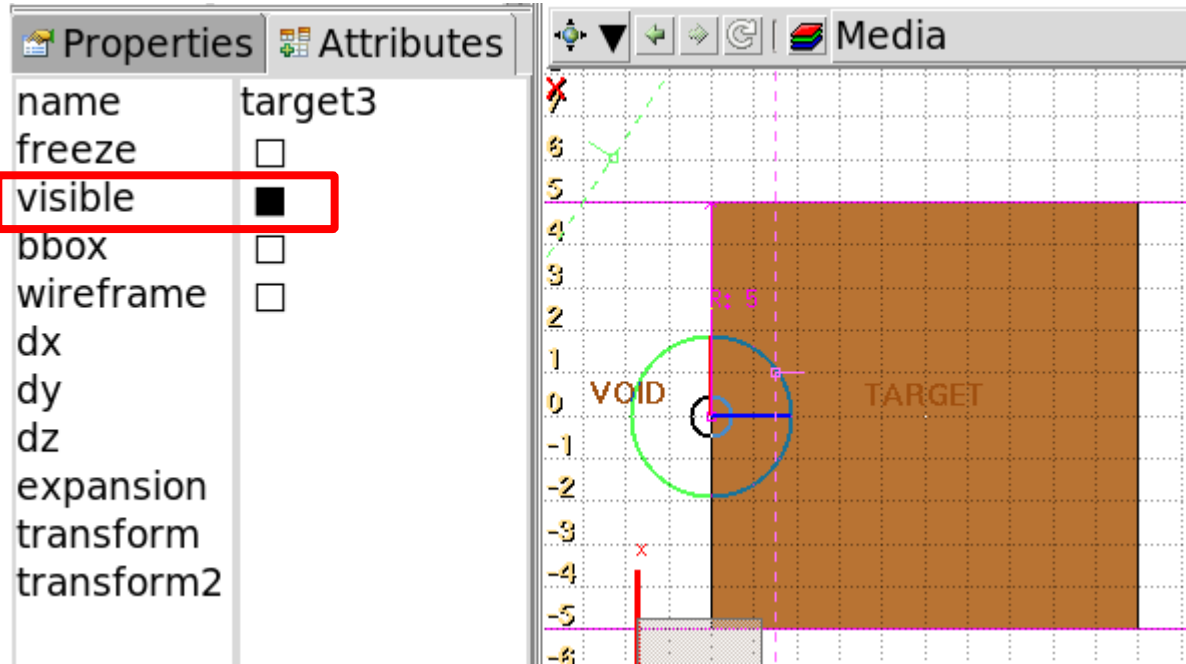 Properties Attributes
name target3
freeze
visible
bbox
wireframe
dx
dy
dz
expansion
transform
transform2
Media
7
6
5
4
3
R: 5
2
1
VOID TARGET
0
-1
-2
-3
x
-4
-5
-6